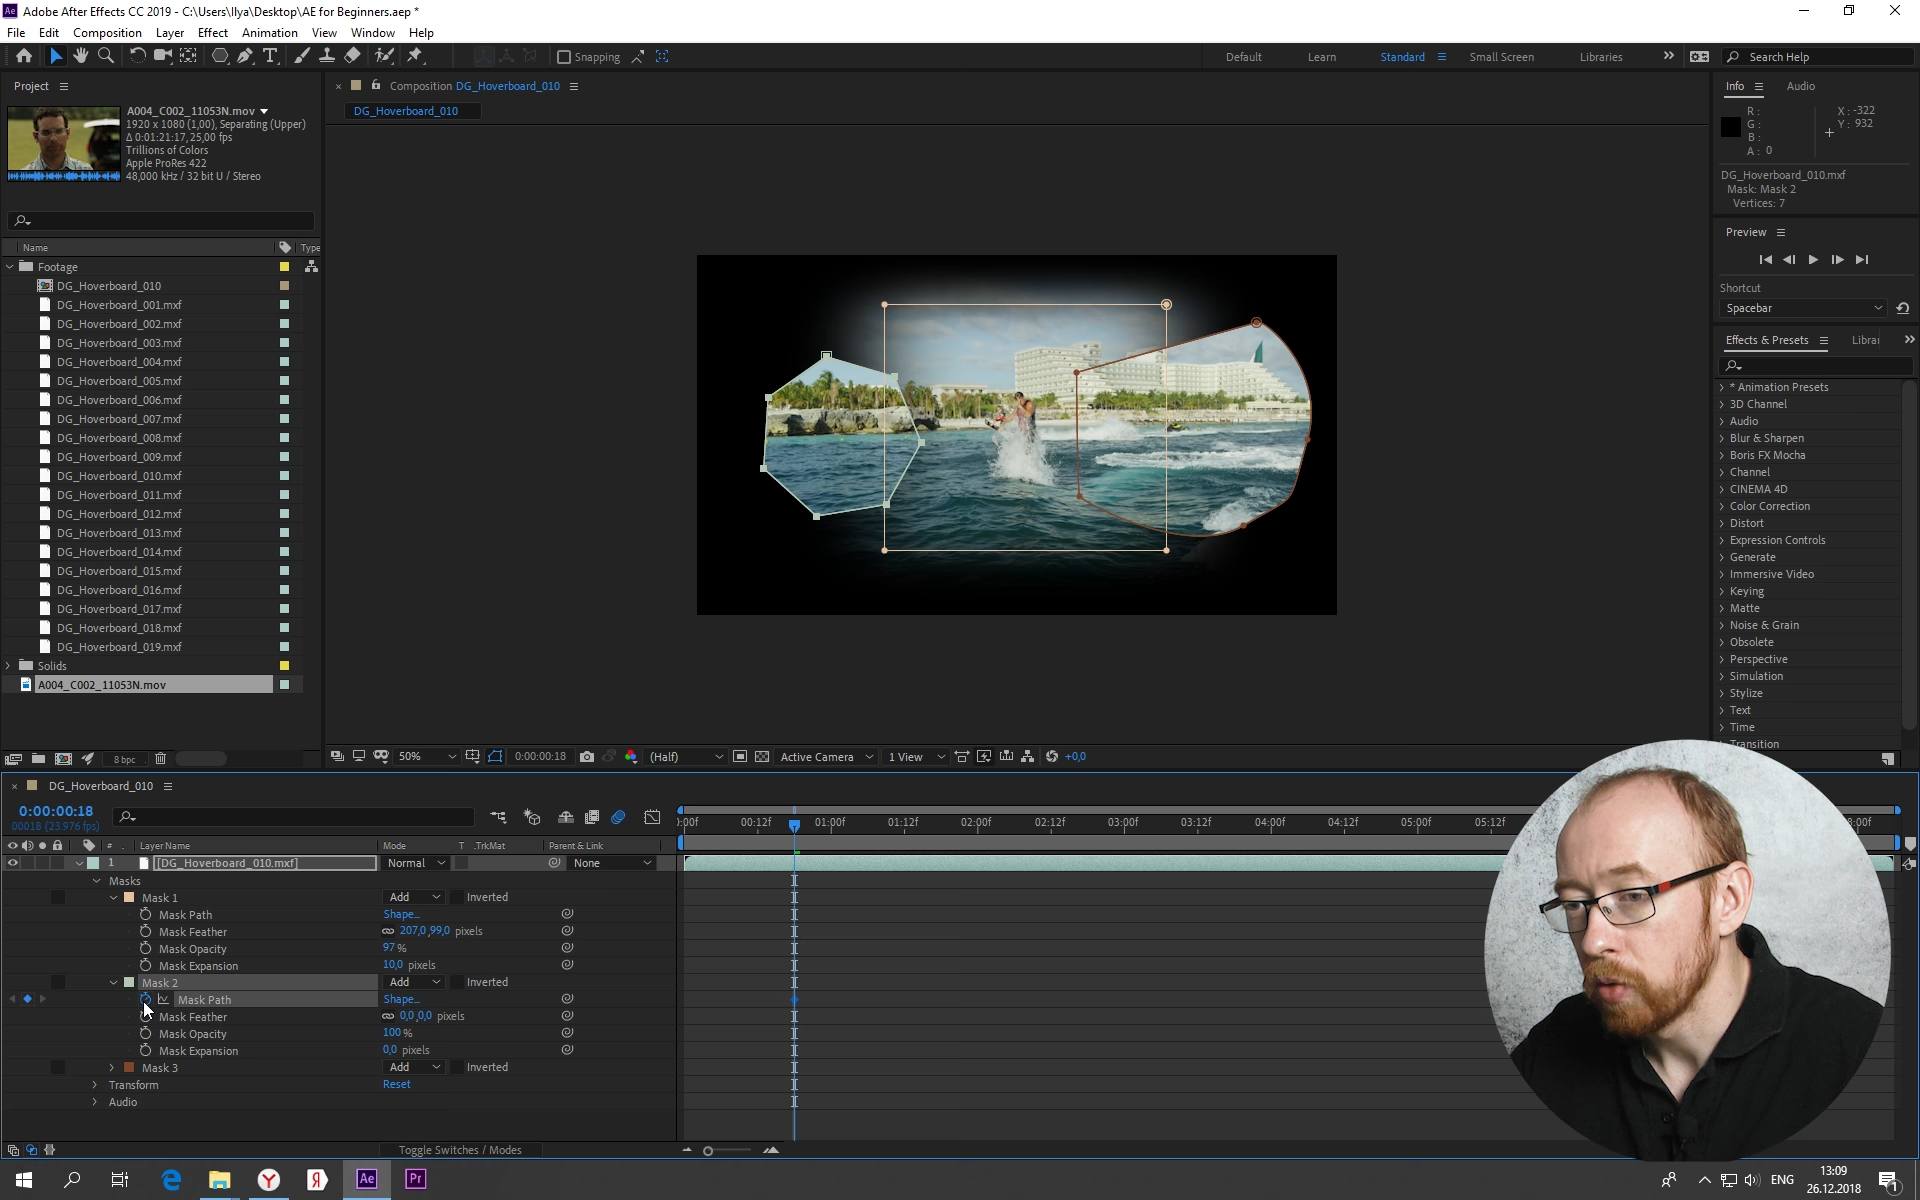 Ae Adobe After Effects CC 2019 - C:\Users\Ilya\Desktop\AE for Beginners.aep *
File Edit Composition Layer Effect Animation View Window Help
Snapping Default Learn Standard Small Screen Libraries Search Help
Project
A004_C002_11053N.mov
1920 x 1080 (1,00), Separating (Upper)
Δ 0:01:21:17, 25,00 fps
Trillions of Colors
Apple ProRes 422
48,000 kHz / 32 bit U / Stereo
Name Type
Footage
DG_Hoverboard_010
DG_Hoverboard_001.mxf
DG_Hoverboard_002.mxf
DG_Hoverboard_003.mxf
DG_Hoverboard_004.mxf
DG_Hoverboard_005.mxf
DG_Hoverboard_006.mxf
DG_Hoverboard_007.mxf
DG_Hoverboard_008.mxf
DG_Hoverboard_009.mxf
DG_Hoverboard_010.mxf
DG_Hoverboard_011.mxf
DG_Hoverboard_012.mxf
DG_Hoverboard_013.mxf
DG_Hoverboard_014.mxf
DG_Hoverboard_015.mxf
DG_Hoverboard_016.mxf
DG_Hoverboard_017.mxf
DG_Hoverboard_018.mxf
DG_Hoverboard_019.mxf
Solids
A004_C002_11053N.mov
8 bpc
Composition DG_Hoverboard_010
DG_Hoverboard_010
50% 0:00:00:18 (Half) Active Camera 1 View +0,0
Info Audio
R: X: -322
G: Y: 932
B:
A: 0
DG_Hoverboard_010.mxf
Mask: Mask 2
Vertices: 7
Preview
Shortcut
Spacebar
Effects & Presets Librai
* Animation Presets
3D Channel
Audio
Blur & Sharpen
Boris FX Mocha
Channel
CINEMA 4D
Color Correction
Distort
Expression Controls
Generate
Immersive Video
Keying
Matte
Noise & Grain
Obsolete
Perspective
Simulation
Stylize
Text
Time
Transition
DG_Hoverboard_010
0:00:00:18
00018 (23.976 fps)
:00f 00:12f 01:00f 01:12f 02:00f 02:12f 03:00f 03:12f 04:00f 04:12f 05:00f 05:12f :00f
# Layer Name Mode T .TrkMat Parent & Link
1 [DG_Hoverboard_010.mxf] Normal None
Masks
Mask 1 Add Inverted
Mask Path Shape...
Mask Feather 207,0,99,0 pixels
Mask Opacity 97 %
Mask Expansion 10,0 pixels
Mask 2 Add Inverted
Mask Path Shape...
Mask Feather 0,0,0,0 pixels
Mask Opacity 100 %
Mask Expansion 0,0 pixels
Mask 3 Add Inverted
Transform Reset
Audio
Toggle Switches / Modes
Я Ae Pr ENG 13:09
26.12.2018 1